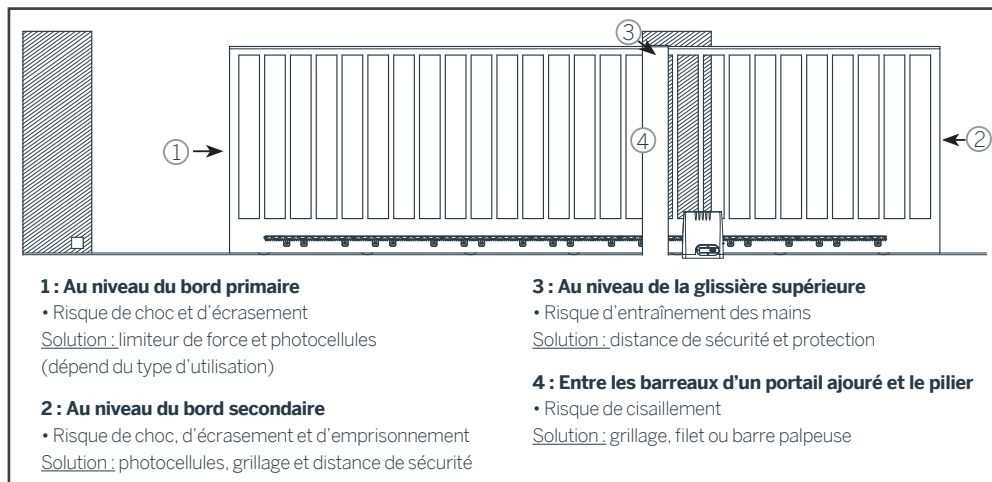 3
1
4
2
1 : Au niveau du bord primaire
• Risque de choc et d’écrasement
Solution : limiteur de force et photocellules
(dépend du type d’utilisation)
2 : Au niveau du bord secondaire
• Risque de choc, d’écrasement et d’emprisonnement
Solution : photocellules, grillage et distance de sécurité
3 : Au niveau de la glissière supérieure
• Risque d’entraînement des mains
Solution : distance de sécurité et protection
4 : Entre les barreaux d’un portail ajouré et le pilier
• Risque de cisaillement
Solution : grillage, filet ou barre palpeuse